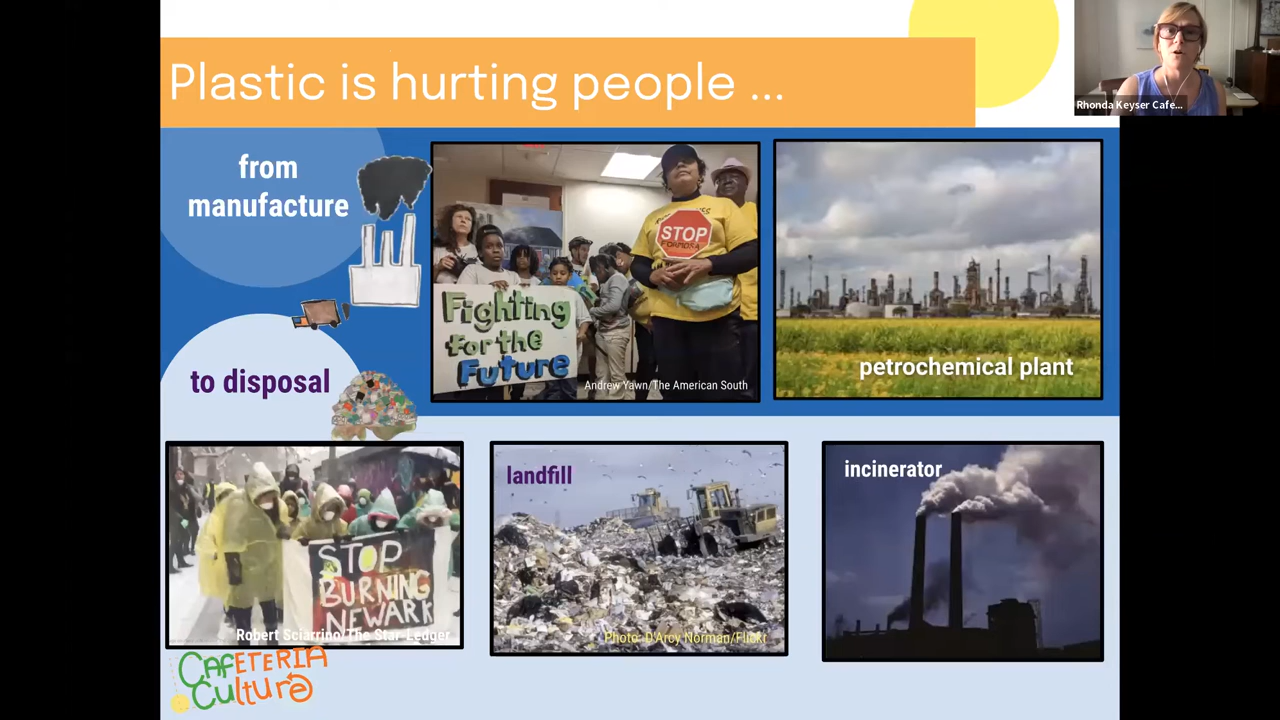 Plastic is hurting people ...
Rhonda Keyser Cafe...
from
manufacture
STOP
FORMOSA
Fighting
for the
Future
Andrew Yawn/The American South
petrochemical plant
to disposal
STOP
BURNING
NEWARK
Robert Sciarrino/The Star-Ledger
landfill
Photo: D'Arcy Norman/Flickr
incinerator
CAFETERIA
Culture